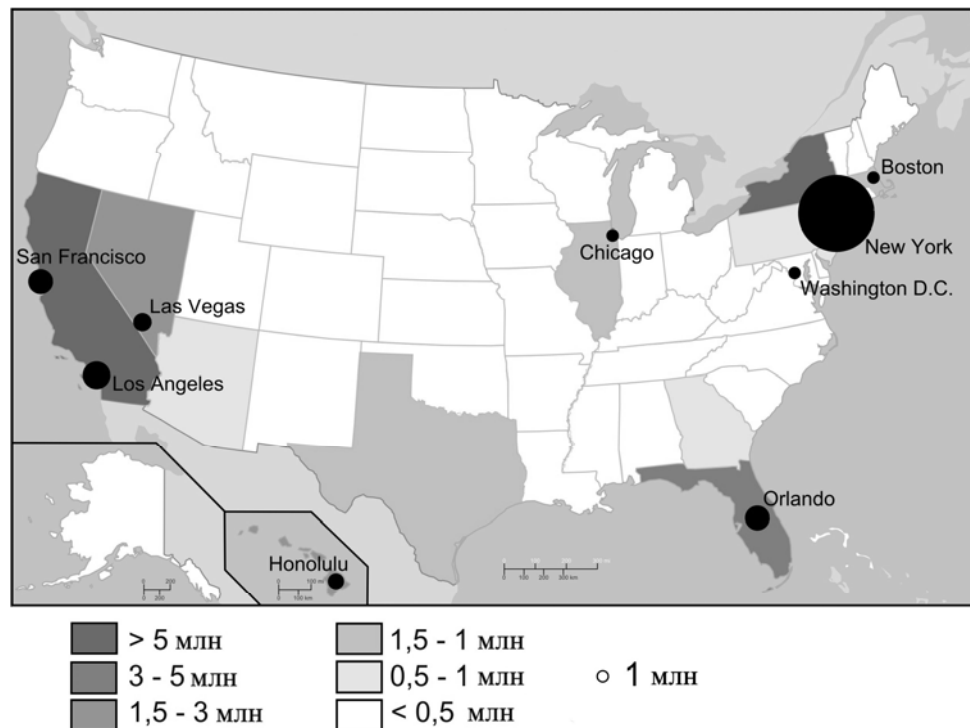 Boston
New York
Chicago
Washington D.C.
San Francisco
Las Vegas
Los Angeles
Orlando
Honolulu
> 5 млн
3 - 5 млн
1,5 - 3 млн
1,5 - 1 млн
0,5 - 1 млн
< 0,5 млн
1 млн